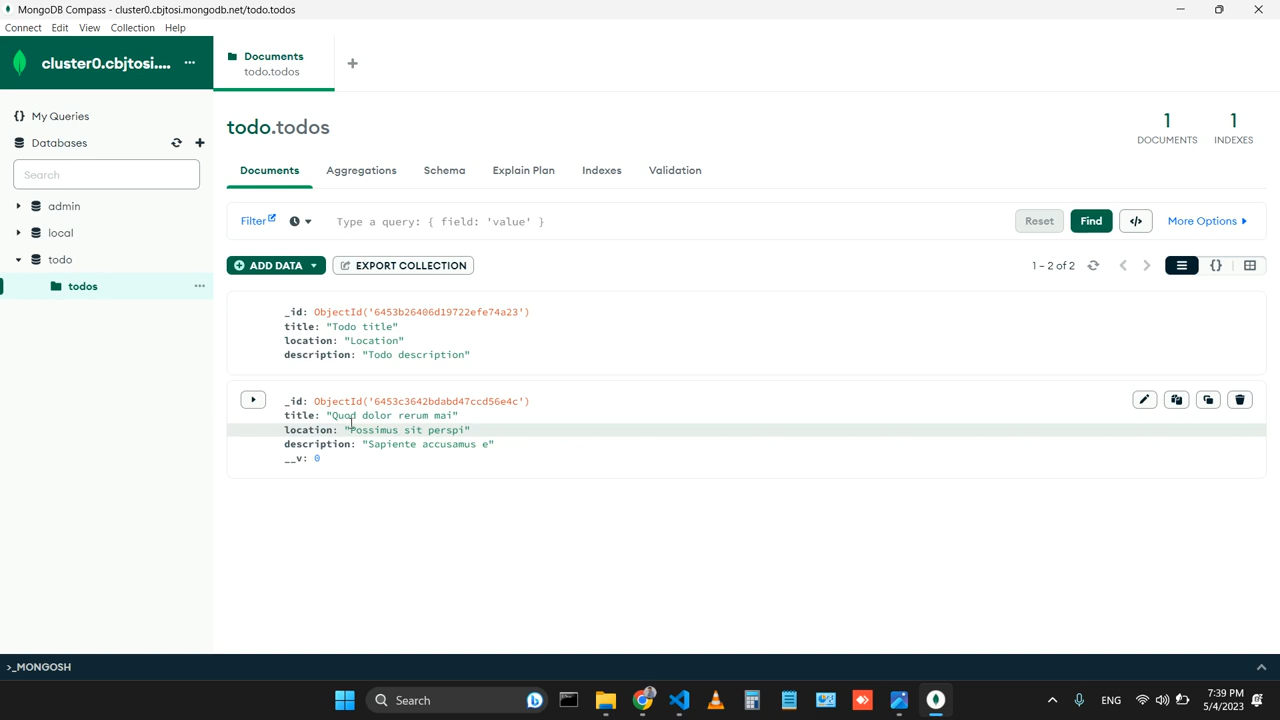 MongoDB Compass - cluster0.cbjtosi.mongodb.net/todo.todos
Connect Edit View Collection Help
cluster0.cbjtosi....
Documents
todo.todos
My Queries
Databases
Search
admin
local
todo
todos
todo.todos
1
DOCUMENTS
1
INDEXES
Documents Aggregations Schema Explain Plan Indexes Validation
Filter Type a query: { field: 'value' } Reset Find </> More Options
ADD DATA EXPORT COLLECTION 1 – 2 of 2 {}
_id: ObjectId('6453b26406d19722efe74a23')
title: "Todo title"
location: "Location"
description: "Todo description"
_id: ObjectId('6453c3642bdabd47ccd56e4c')
title: "Quod dolor rerum mai"
location: "Possimus sit perspi"
description: "Sapiente accusamus e"
__v: 0
>_MONGOSH
Search ENG 7:39 PM
5/4/2023